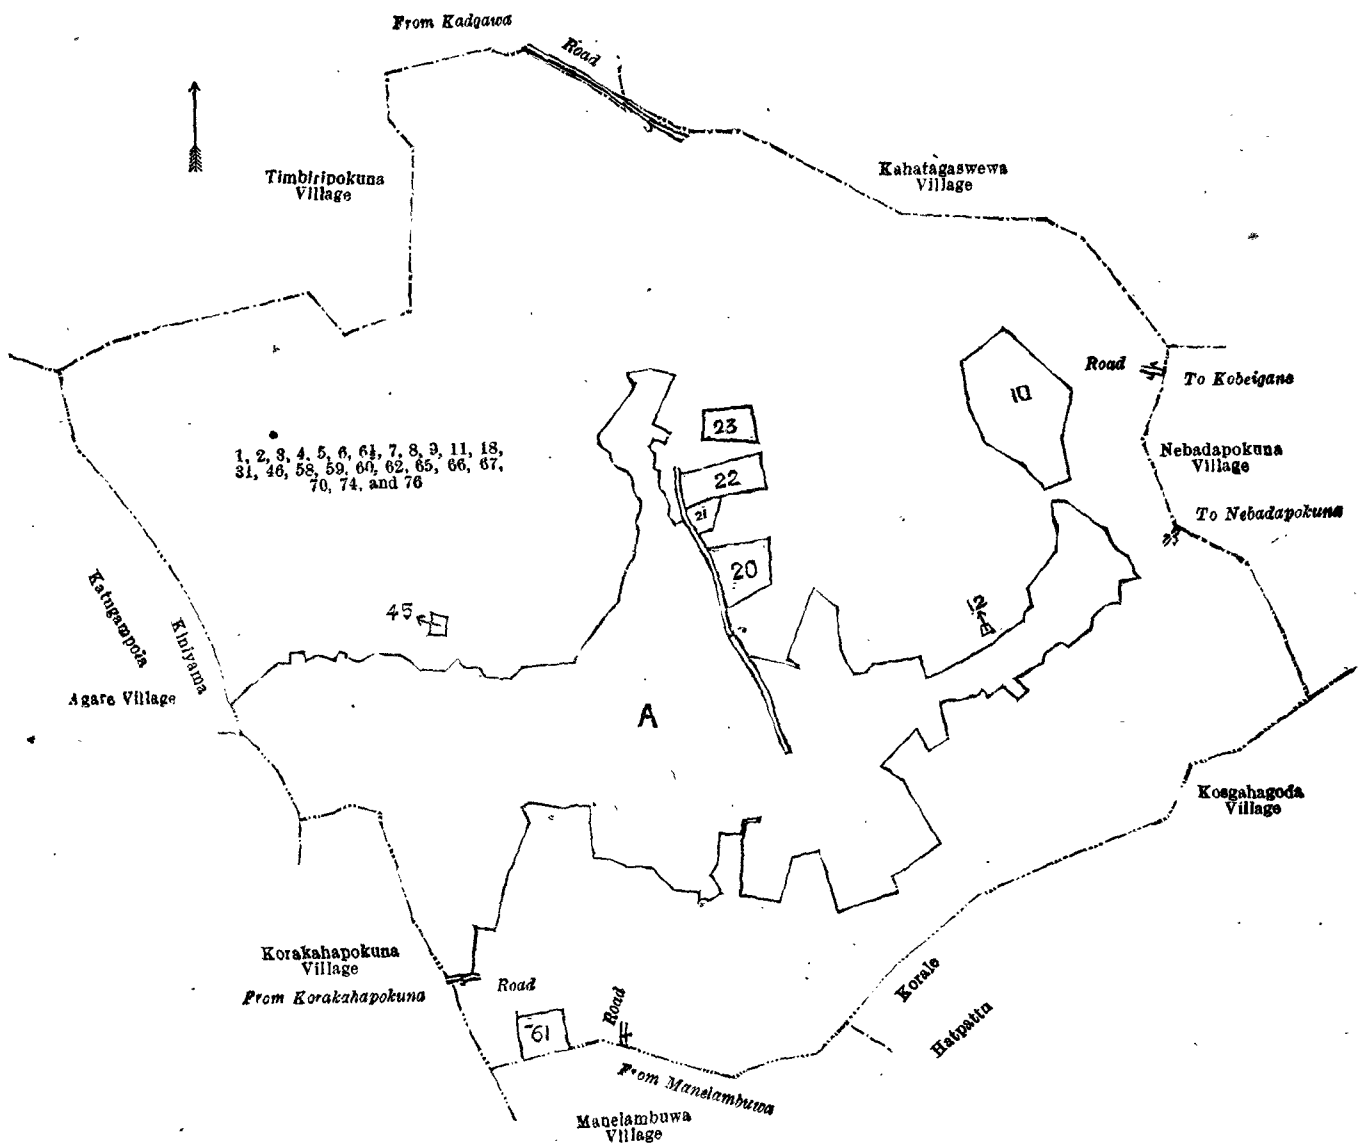 From Kadgawa
Road
Timbiripokuna
Village
Kahatagaswewa
Village
Road
To Kobeigane
10
23
1, 2, 3, 4, 5, 6, 6½, 7, 8, 9, 11, 18,
31, 46, 58, 59, 60, 62, 65, 66, 67,
70, 74, and 76
Nebadapokuna
Village
22
21
To Nebadapokuna
20
Katugampola
Kiniyama
45
12
Agare Village
A
Kosgahagoda
Village
Korakahapokuna
Village
From Korakahapokuna
Road
Korale
Hatpattu
61
Road
From Manelambuwa
Manelambuwa
Village